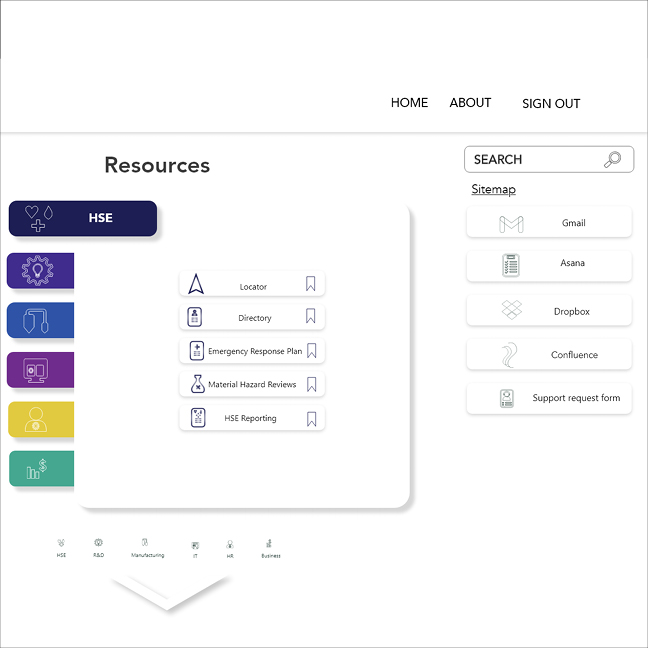 HOME ABOUT SIGN OUT
Resources
SEARCH
Sitemap
HSE
Gmail
Asana
Dropbox
Confluence
Support request form
Locator
Directory
Emergency Response Plan
Material Hazard Reviews
HSE Reporting
HSE R&D Manufacturing IT HR Business